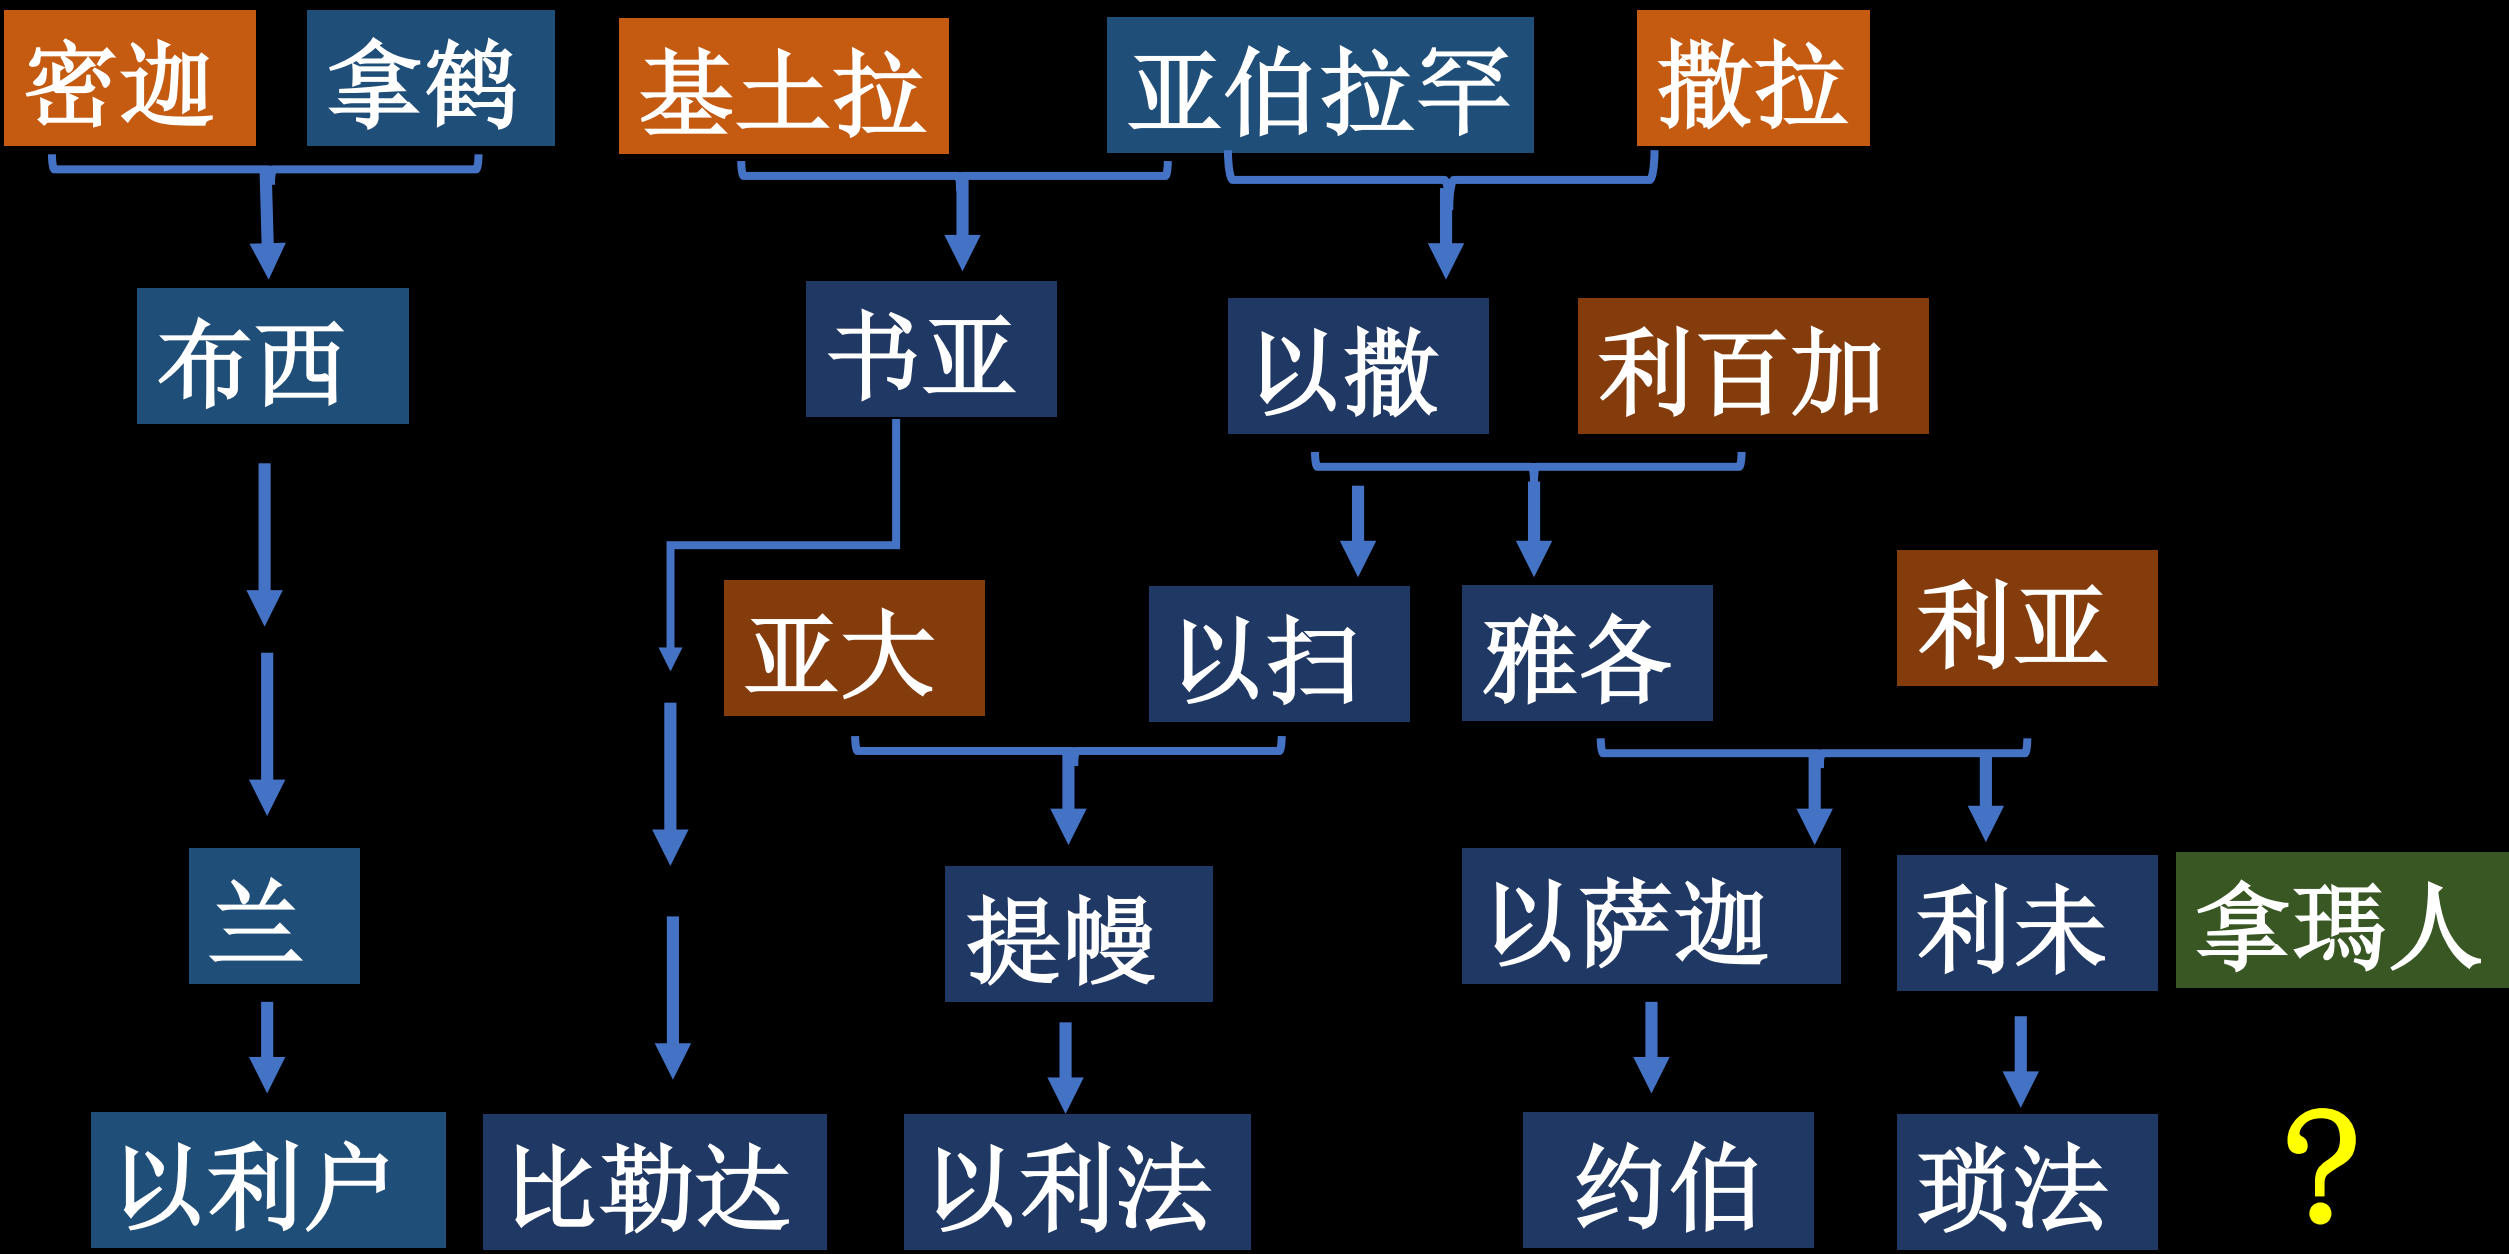 密迦 拿鹤 基土拉 亚伯拉罕 撒拉
布西 书亚 以撒 利百加
亚大 以扫 雅各 利亚
兰 提幔 以萨迦 利未 拿瑪人
以利户 比勒达 以利法 约伯 琐法 ?